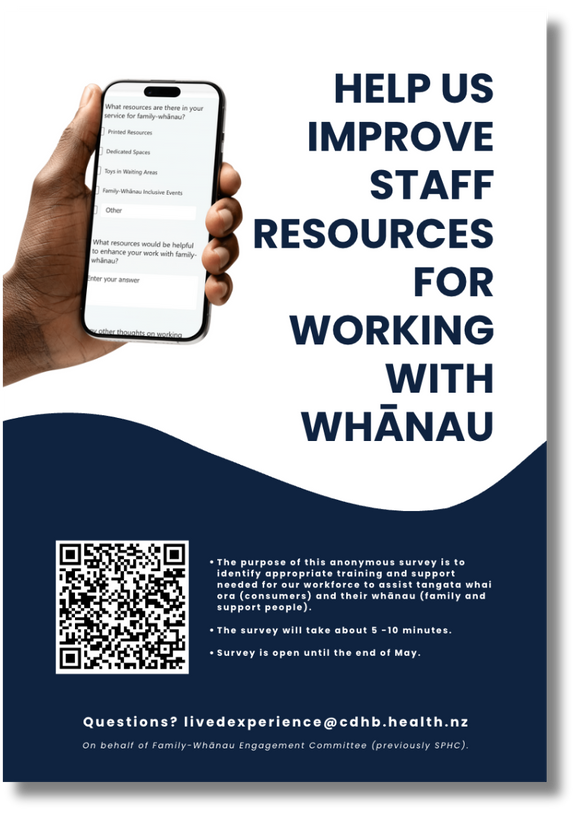 HELP US
IMPROVE
STAFF
RESOURCES
FOR
WORKING
WITH
WHĀNAU
What resources are there in your
service for family-whānau?
Printed Resources
Dedicated Spaces
Toys in Waiting Areas
Family-Whānau Inclusive Events
Other
What resources would be helpful
to enhance your work with family-
whānau?
Enter your answer
other thoughts on working
• The purpose of this anonymous survey is to
identify appropriate training and support
needed for our workforce to assist tangata whai
ora (consumers) and their whānau (family and
support people).
• The survey will take about 5 -10 minutes.
• Survey is open until the end of May.
Questions? livedexperience@cdhb.health.nz
On behalf of Family-Whānau Engagement Committee (previously SPHC).